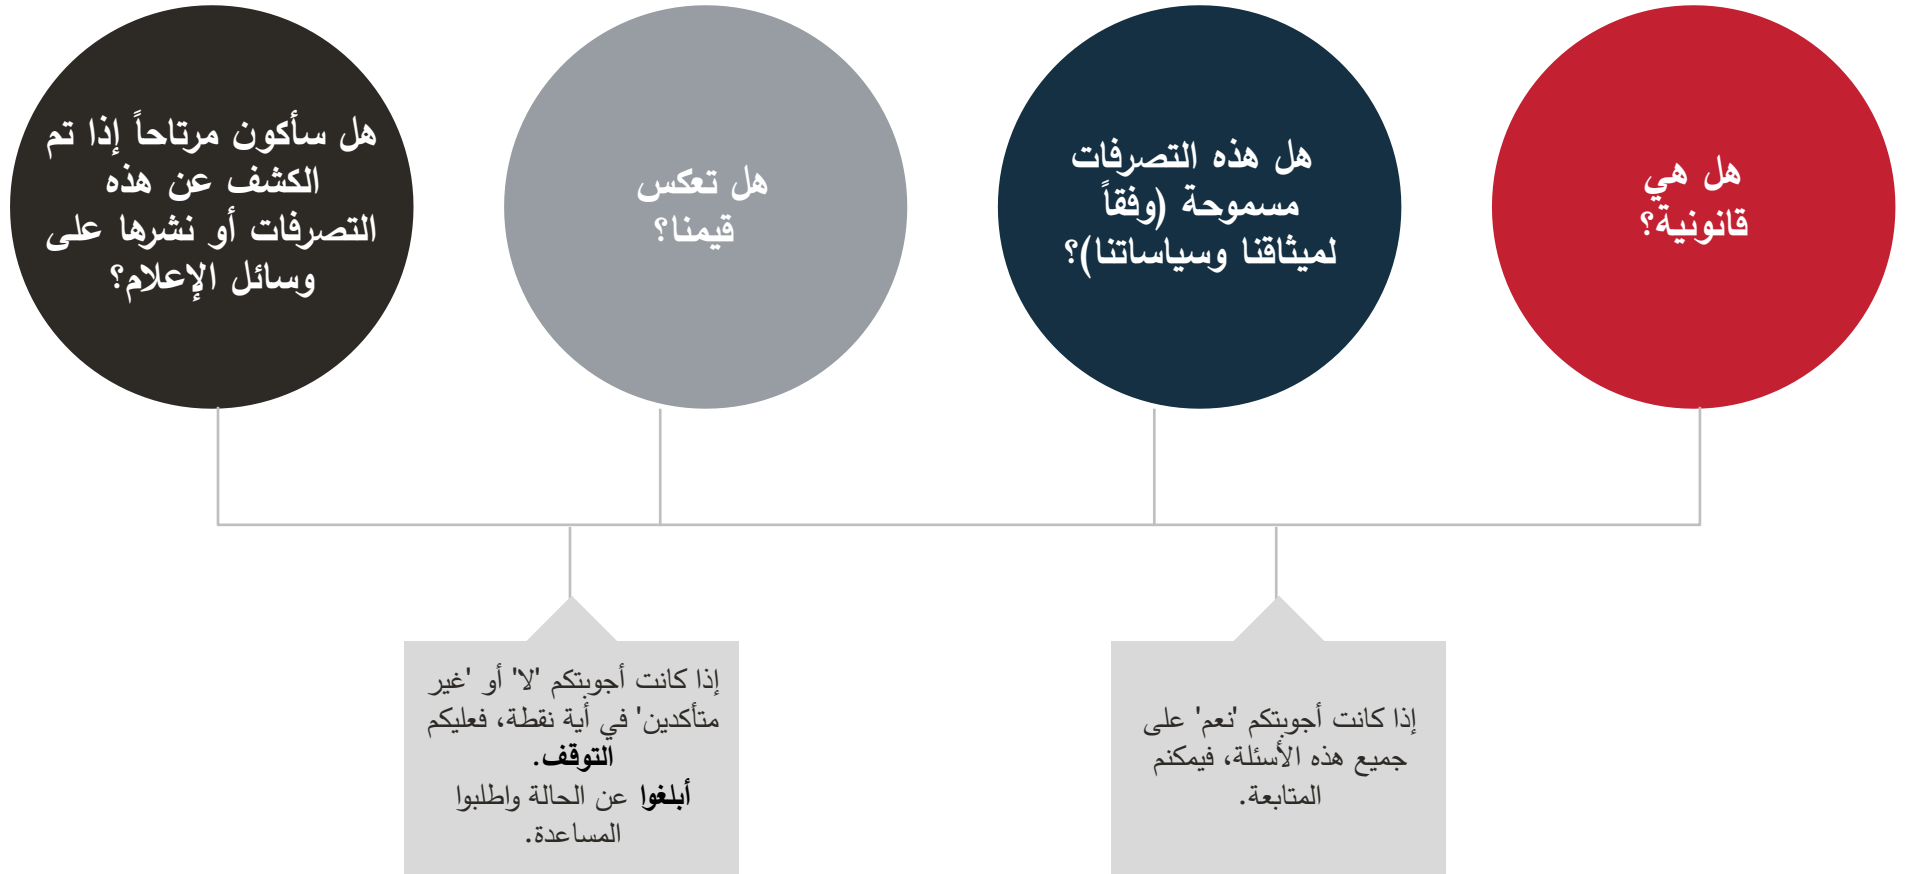 هل هي
قانونية؟
هل هذه التصرفات
مسموحة (وفقاً
لميثاقنا وسياساتنا)؟
هل تعكس
قيمنا؟
هل سأكون مرتاحاً إذا تم
الكشف عن هذه
التصرفات أو نشرها على
وسائل الإعلام؟
إذا كانت أجوبتكم 'نعم' على
جميع هذه الأسئلة، فيمكنم
المتابعة.
إذا كانت أجوبتكم 'لا' أو 'غير
متأكدين' في أية نقطة، فعليكم
التوقف.
أبلغوا عن الحالة واطلبوا
المساعدة.